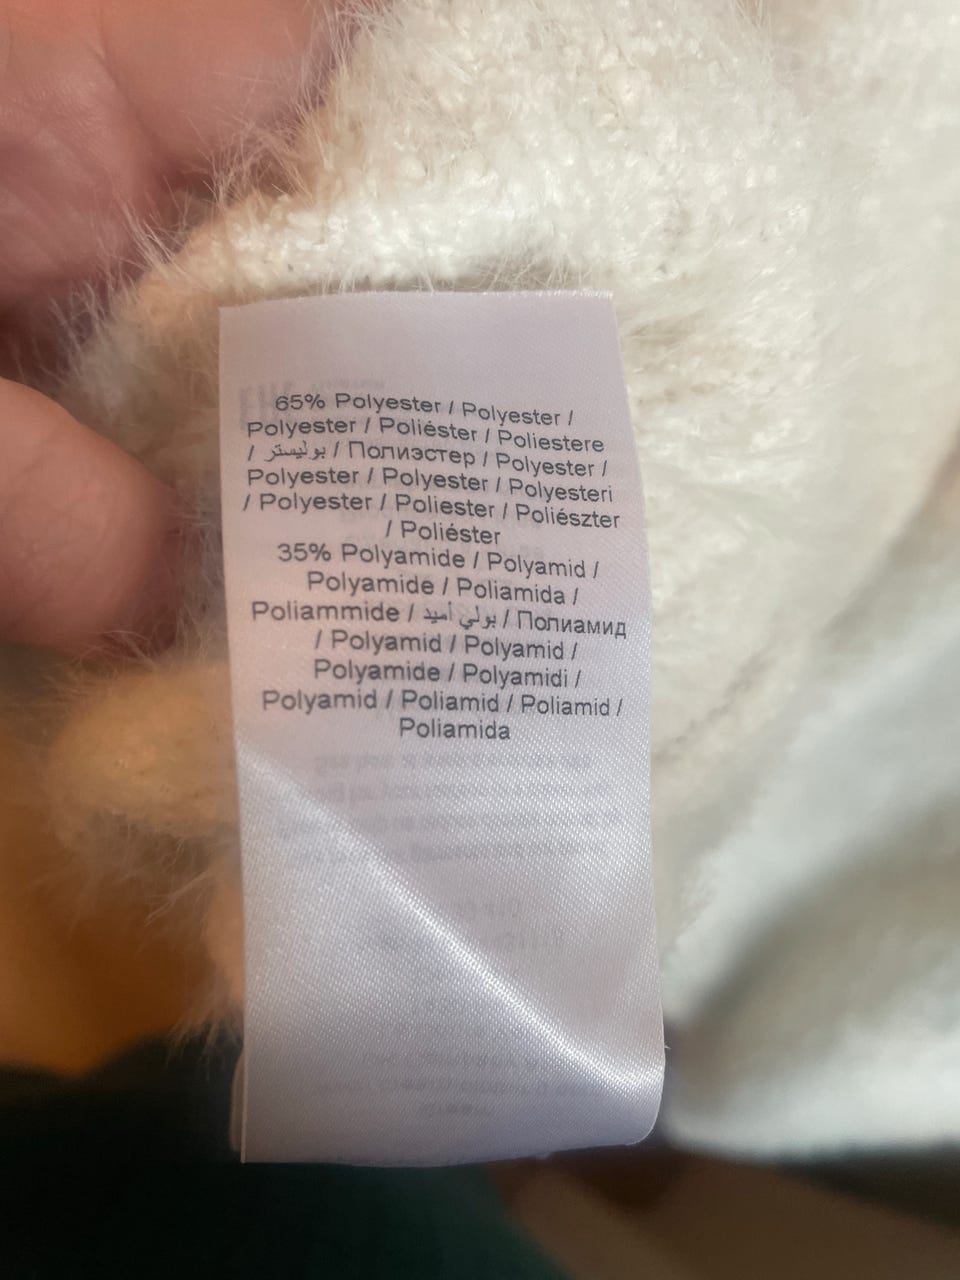 65% Polyester / Polyester /
Polyester / Poliéster / Poliestere
/ بوليستر / Полиэстер / Polyester /
Polyester / Polyester / Polyesteri
/ Polyester / Poliester / Poliészter
/ Poliéster
35% Polyamide / Polyamid /
Polyamide / Poliamida /
Poliammide / بولي أميد / Полиамид
/ Polyamid / Polyamid /
Polyamide / Polyamidi /
Polyamid / Poliamid / Poliamid /
Poliamida